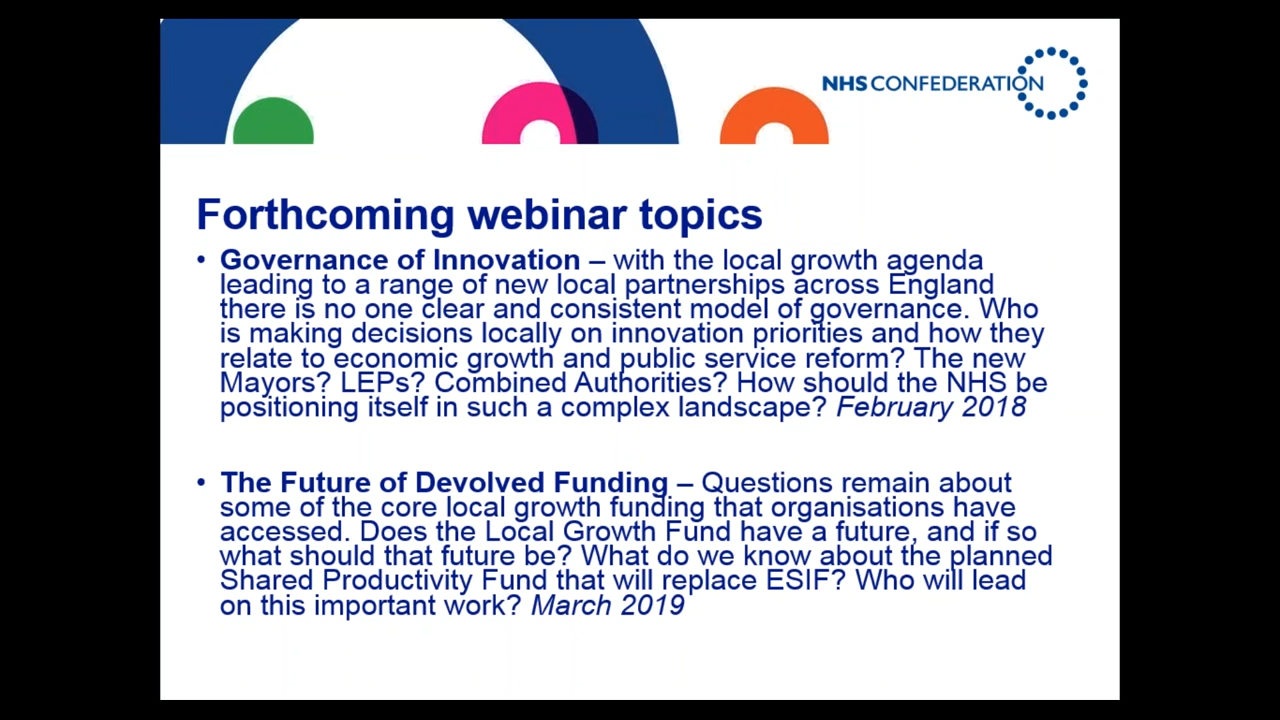 NHS CONFEDERATION
Forthcoming webinar topics
• Governance of Innovation – with the local growth agenda
leading to a range of new local partnerships across England
there is no one clear and consistent model of governance. Who
is making decisions locally on innovation priorities and how they
relate to economic growth and public service reform? The new
Mayors? LEPs? Combined Authorities? How should the NHS be
positioning itself in such a complex landscape? February 2018
• The Future of Devolved Funding – Questions remain about
some of the core local growth funding that organisations have
accessed. Does the Local Growth Fund have a future, and if so
what should that future be? What do we know about the planned
Shared Productivity Fund that will replace ESIF? Who will lead
on this important work? March 2019